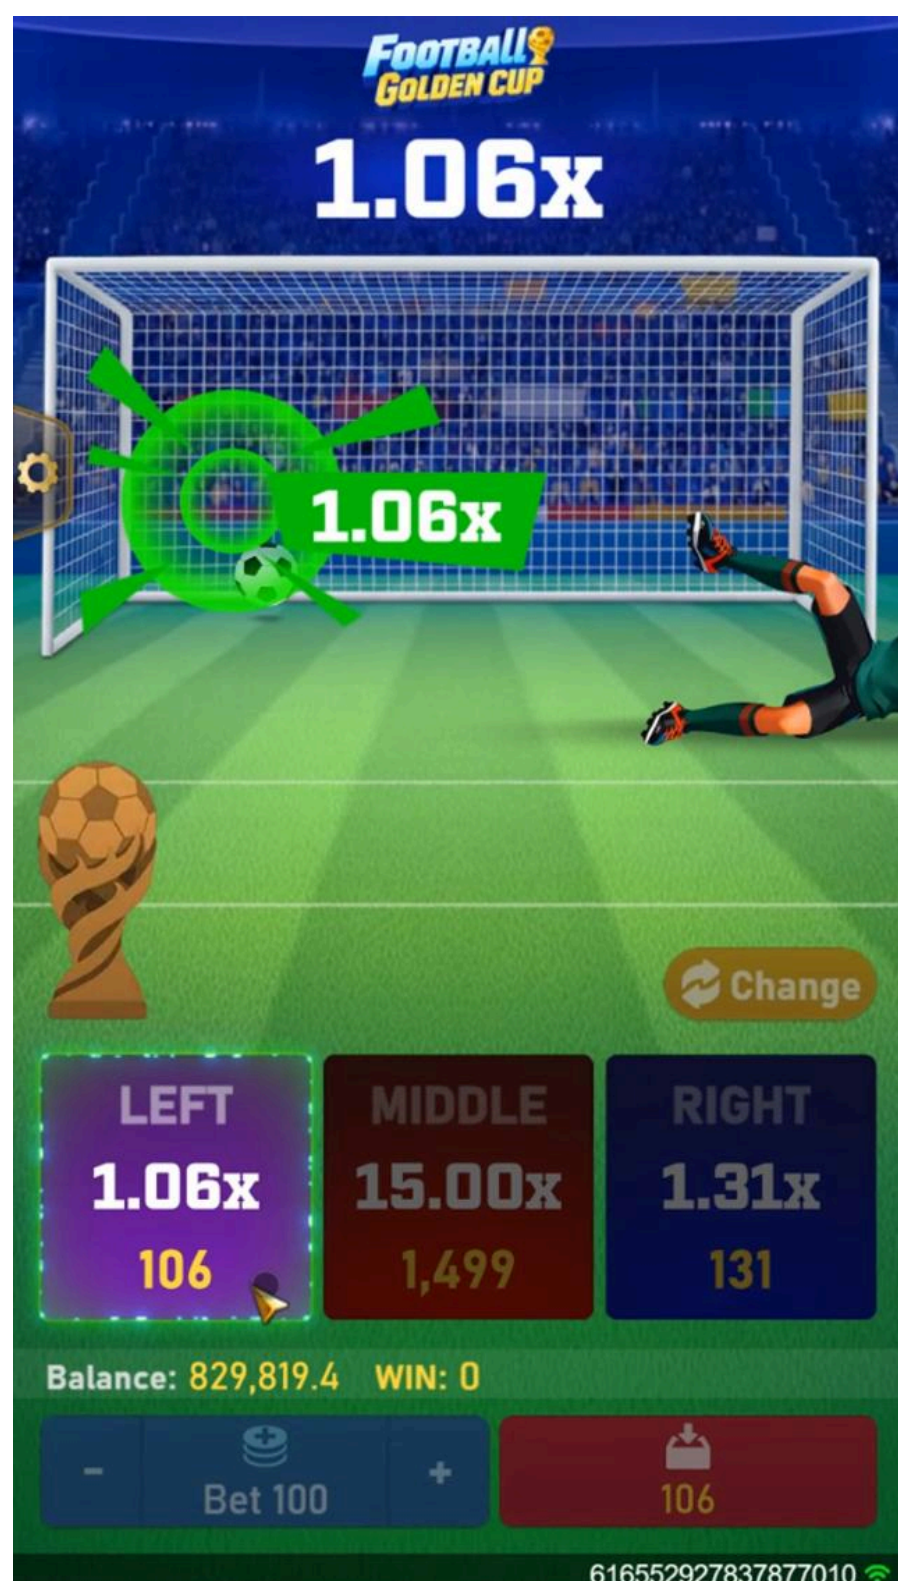 FOOTBALL
GOLDEN CUP
1.06x
1.06x
Change
LEFT
1.06x
106
MIDDLE
15.00x
1,499
RIGHT
1.31x
131
Balance: 829,819.4 WIN: 0
-
Bet 100
+
106
616552927837877010